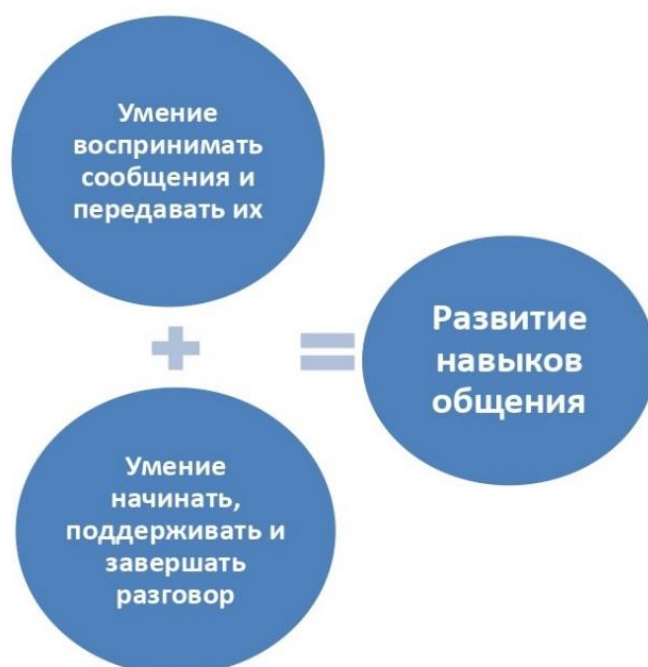 Умение
воспринимать
сообщения и
передавать их
+
=
Развитие
навыков
общения
Умение
начинать,
поддерживать и
завершать
разговор